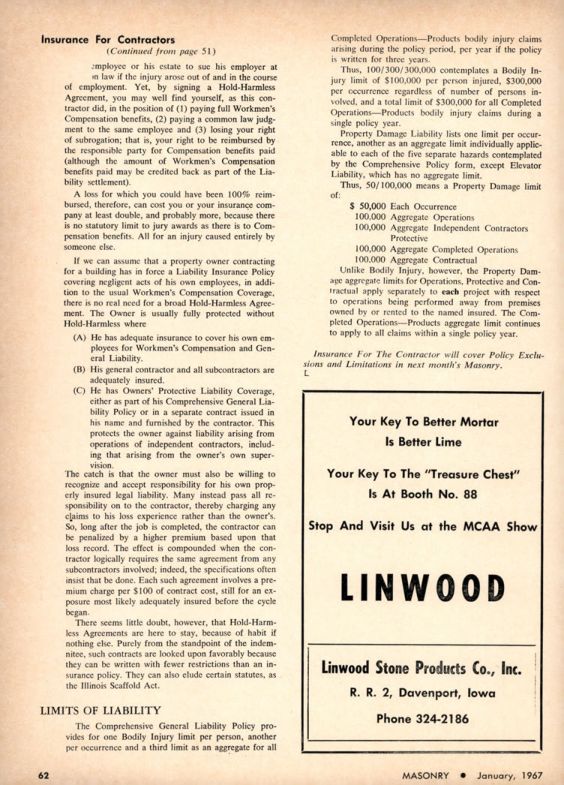 Insurance For Contractors
(Continued from page 51)
employee or his estate to sue his employer at
law if the injury arose out of and in the course
of employment. Yet, by signing a Hold-Harmless
Agreement, you may well find yourself, as this con-
tractor did, in the position of (1) paying full Workmen's
Compensation benefits, (2) paying a common law judg-
ment to the same employee and (3) losing your right
of subrogation; that is, your right to be reimbursed by
the responsible party for Compensation benefits paid
(although the amount of Workmen's Compensation
benefits paid may be credited back as part of the Lia-
bility settlement).
A loss for which you could have been 100% reim-
bursed, therefore, can cost you or your insurance com-
pany at least double, and probably more, because there
is no statutory limit to jury awards as there is to Com-
pensation benefits. All for an injury caused entirely by
someone else.
If we can assume that a property owner contracting
for a building has in force a Liability Insurance Policy
covering negligent acts of his own employees, in addi-
tion to the usual Workmen's Compensation Coverage,
there is no real need for a broad Hold-Harmless Agree-
ment. The Owner is usually fully protected without
Hold-Harmless where
(A) He has adequate insurance to cover his own em-
ployees for Workmen's Compensation and Gen-
eral Liability.
(B) His general contractor and all subcontractors are
adequately insured.
(C) He has Owners' Protective Liability Coverage,
either as part of his Comprehensive General Lia-
bility Policy or in a separate contract issued in
his name and furnished by the contractor. This
protects the owner against liability arising from
operations of independent contractors, includ-
ing that arising from the owner's own super-
vision.
The catch is that the owner must also be willing to
recognize and accept responsibility for his own prop-
erly insured legal liability. Many instead pass all re-
sponsibility on to the contractor, thereby charging any
claims to his loss experience rather than the owner's.
So, long after the job is completed, the contractor can
be penalized by a higher premium based upon that
loss record. The effect is compounded when the con-
tractor logically requires the same agreement from any
subcontractors involved; indeed, the specifications often
insist that be done. Each such agreement involves a pre-
mium charge per $100 of contract cost, still for an ex-
posure most likely adequately insured before the cycle
began.
There seems little doubt, however, that Hold-Harm-
less Agreements are here to stay, because of habit if
nothing else. Purely from the standpoint of the indem-
nitee, such contracts are looked upon favorably because
they can be written with fewer restrictions than an in-
surance policy. They can also elude certain statutes, as
the Illinois Scaffold Act.
LIMITS OF LIABILITY
The Comprehensive General Liability Policy pro-
vides for one Bodily Injury limit per person, another
per occurrence and a third limit as an aggregate for all
Completed Operations—Products bodily injury claims
arising during the policy period, per year if the policy
is written for three years.
Thus, 100/300/300,000 contemplates a Bodily In-
jury limit of $100,000 per person injured, $300,000
per occurrence regardless of number of persons in-
volved, and a total limit of $300,000 for all Completed
Operations—Products bodily injury claims during a
single policy year.
Property Damage Liability lists one limit per occur-
rence, another as an aggregate limit individually applic-
able to each of the five separate hazards contemplated
by the Comprehensive Policy form, except Elevator
Liability, which has no aggregate limit.
Thus, 50/100,000 means a Property Damage limit
of:
$ 50,000 Each Occurrence
100,000 Aggregate Operations
100,000 Aggregate Independent Contractors
Protective
100,000 Aggregate Completed Operations
100,000 Aggregate Contractual
Unlike Bodily Injury, however, the Property Dam-
age aggregate limits for Operations, Protective and Con-
tractual apply separately to each project with respect
to operations being performed away from premises
owned by or rented to the named insured. The Com-
pleted Operations—Products aggregate limit continues
to apply to all claims within a single policy year.
Insurance For The Contractor will cover Policy Exclu-
sions and Limitations in next month's Masonry.
L
Your Key To Better Mortar
Is Better Lime
Your Key To The "Treasure Chest"
Is At Booth No. 88
Stop And Visit Us at the MCAA Show
LINWOOD
Linwood Stone Products Co., Inc.
R. R. 2, Davenport, Iowa
Phone 324-2186
62
MASONRY • January, 1967